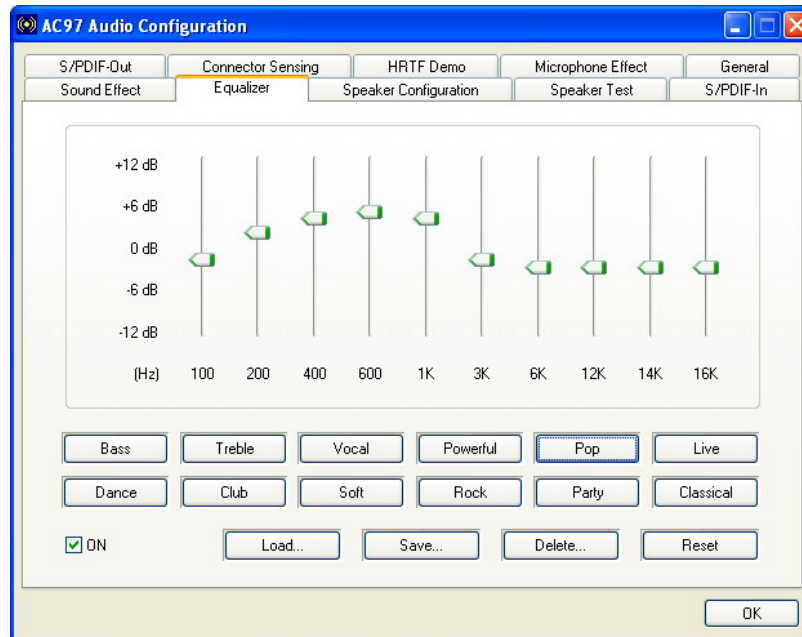 AC97 Audio Configuration
S/PDIF-Out Connector Sensing HRTF Demo Microphone Effect General
Sound Effect Equalizer Speaker Configuration Speaker Test S/PDIF-In
+12 dB
+6 dB
0 dB
-6 dB
-12 dB
(Hz) 100 200 400 600 1K 3K 6K 12K 14K 16K
Bass Treble Vocal Powerful Pop Live
Dance Club Soft Rock Party Classical
ON Load... Save... Delete... Reset
OK